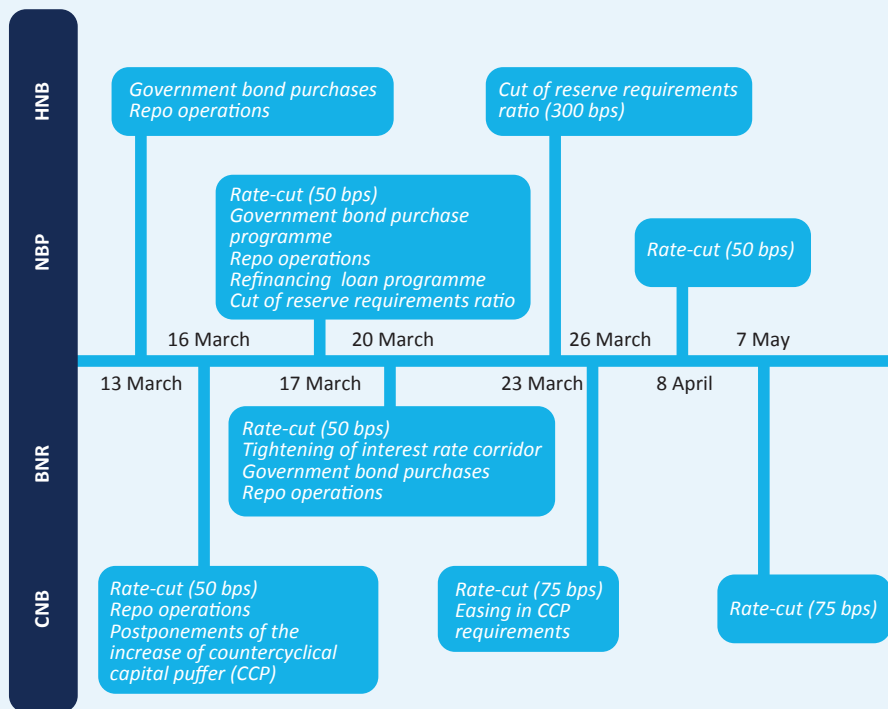 HNB
Government bond purchases
Repo operations
Cut of reserve requirements
ratio (300 bps)
NBP
Rate-cut (50 bps)
Government bond purchase
programme
Repo operations
Refinancing loan programme
Cut of reserve requirements ratio
Rate-cut (50 bps)
16 March
20 March
26 March
7 May
13 March
17 March
23 March
8 April
BNR
Rate-cut (50 bps)
Tightening of interest rate corridor
Government bond purchases
Repo operations
CNB
Rate-cut (50 bps)
Repo operations
Postponements of the
increase of countercyclical
capital puffer (CCP)
Rate-cut (75 bps)
Easing in CCP
requirements
Rate-cut (75 bps)